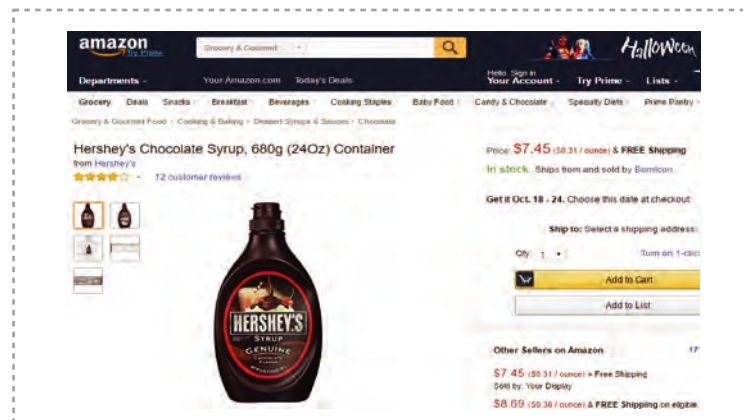 amazon
Try Prime
Grocery & Gourmet
Halloween
Departments
Your Amazon.com Today's Deals
Hello. Sign in
Your Account Try Prime Lists
Grocery Deals Snacks Breakfast Beverages Cooking Staples Baby Food Candy & Chocolate Specialty Diets Prime Pantry
Grocery & Gourmet Food › Cooking & Baking › Dessert Syrups & Sauces › Chocolate
Hershey's Chocolate Syrup, 680g (24Oz) Container
from Hershey's
12 customer reviews
HERSHEY'S
SYRUP
GENUINE
CHOCOLATE
FLAVOR
Price: $7.45 ($0.31 / ounce) & FREE Shipping
In stock. Ships from and sold by
Get it Oct. 18 - 24. Choose this date at checkout
Ship to: Select a shipping address:
Qty: 1
Turn on 1-clic
Add to Cart
Add to List
Other Sellers on Amazon 17
$7.45 ($0.31 / ounce) + Free Shipping
Sold by: Your Display
$8.69 ($0.36 / ounce) & FREE Shipping on eligible